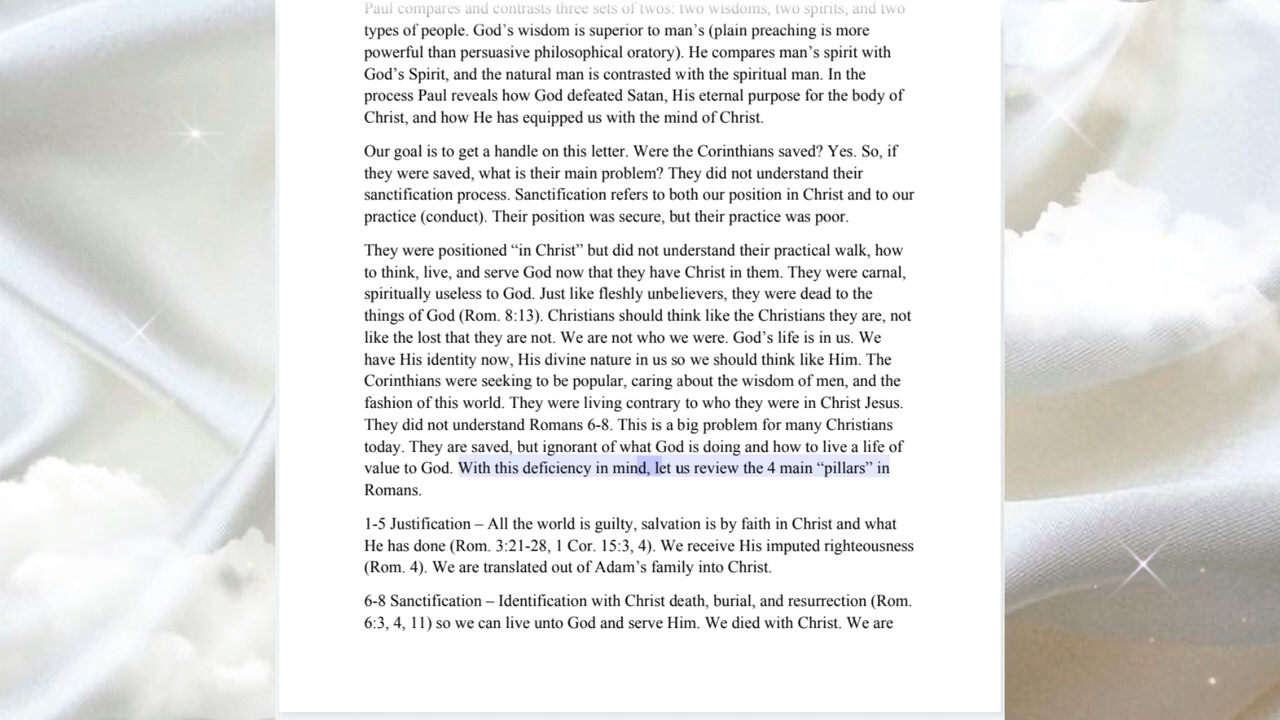 Paul compares and contrasts three sets of twos: two wisdoms, two spirits, and two
types of people. God’s wisdom is superior to man’s (plain preaching is more
powerful than persuasive philosophical oratory). He compares man’s spirit with
God’s Spirit, and the natural man is contrasted with the spiritual man. In the
process Paul reveals how God defeated Satan, His eternal purpose for the body of
Christ, and how He has equipped us with the mind of Christ.
Our goal is to get a handle on this letter. Were the Corinthians saved? Yes. So, if
they were saved, what is their main problem? They did not understand their
sanctification process. Sanctification refers to both our position in Christ and to our
practice (conduct). Their position was secure, but their practice was poor.
They were positioned “in Christ” but did not understand their practical walk, how
to think, live, and serve God now that they have Christ in them. They were carnal,
spiritually useless to God. Just like fleshly unbelievers, they were dead to the
things of God (Rom. 8:13). Christians should think like the Christians they are, not
like the lost that they are not. We are not who we were. God’s life is in us. We
have His identity now, His divine nature in us so we should think like Him. The
Corinthians were seeking to be popular, caring about the wisdom of men, and the
fashion of this world. They were living contrary to who they were in Christ Jesus.
They did not understand Romans 6-8. This is a big problem for many Christians
today. They are saved, but ignorant of what God is doing and how to live a life of
value to God. With this deficiency in mind, let us review the 4 main “pillars” in
Romans.
1-5 Justification – All the world is guilty, salvation is by faith in Christ and what
He has done (Rom. 3:21-28, 1 Cor. 15:3, 4). We receive His imputed righteousness
(Rom. 4). We are translated out of Adam’s family into Christ.
6-8 Sanctification – Identification with Christ death, burial, and resurrection (Rom.
6:3, 4, 11) so we can live unto God and serve Him. We died with Christ. We are